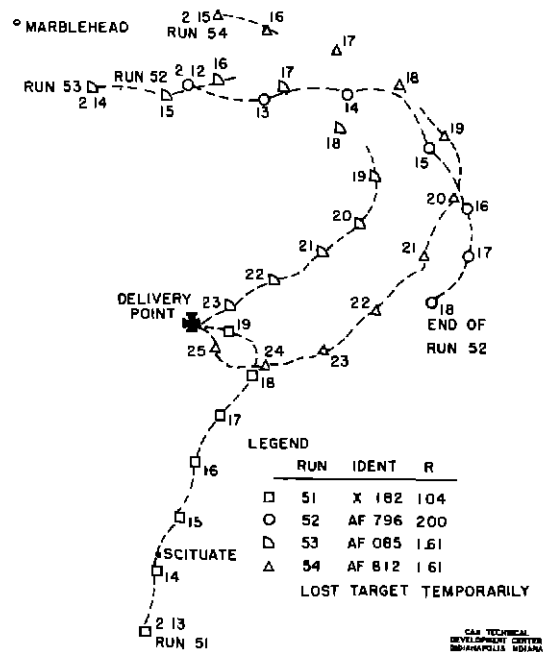 MARBLEHEAD
2 15 16
RUN 54
17
RUN 52 2 12 16 17 18
RUN 53
2 14 15 13 14
18 19
15
19 20 16
20
21 21 17
22
23 22 18
DELIVERY
POINT
19 END OF
RUN 52
25 24 23
18
17
LEGEND
RUN IDENT R
16
51 X 182 104
15 52 AF 796 200
SCITUATE 53 AF 085 1.61
14 54 AF 812 1.61
LOST TARGET TEMPORARILY
2 13
RUN 51
CAA TECHNICAL
DEVELOPMENT CENTER
INDIANAPOLIS INDIANA